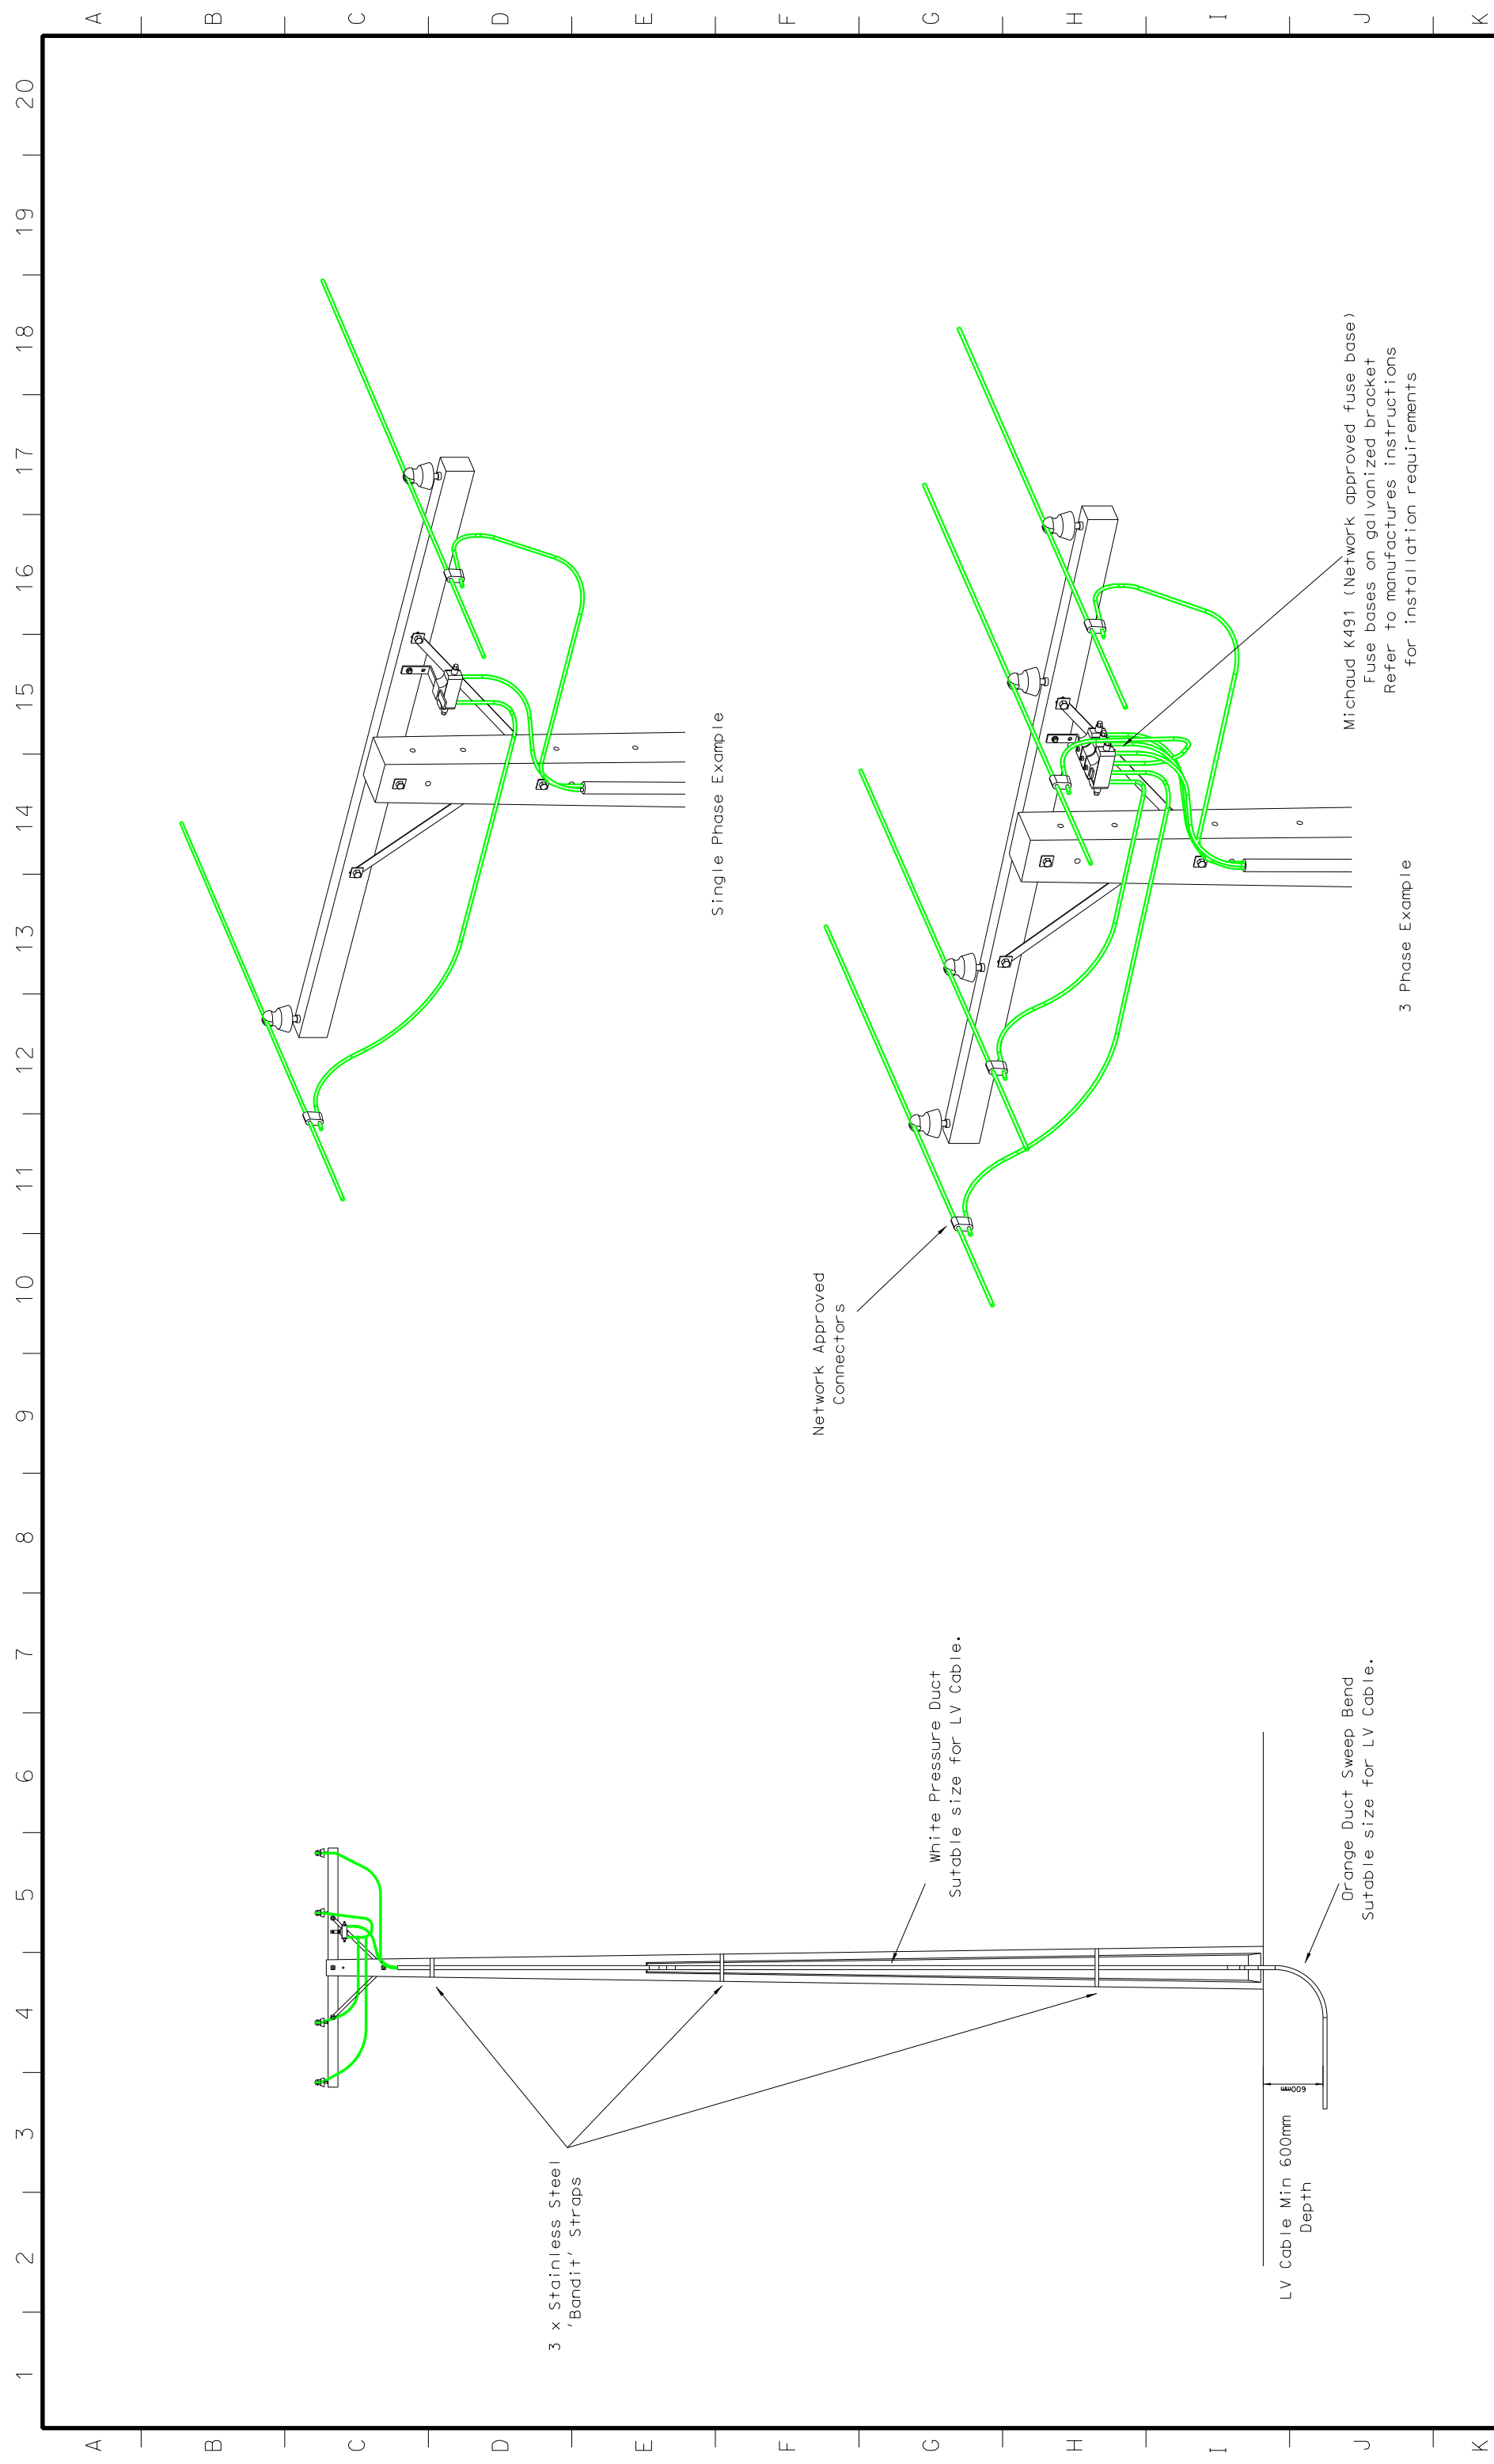 A B C D E F G H I J K
1 2 3 4 5 6 7 8 9 10 11 12 13 14 15 16 17 18 19 20
Single Phase Example
3 x Stainless Steel
'Bandit' Straps
Network Approved
Connectors
White Pressure Duct
Sutable size for LV Cable.
Michaud K491 (Network approved fuse base)
Fuse bases on galvanized bracket
Refer to manufactures instructions
for installation requirements
3 Phase Example
600mm
LV Cable Min 600mm
Depth
Orange Duct Sweep Bend
Sutable size for LV Cable.
A B C D E F G H I J K